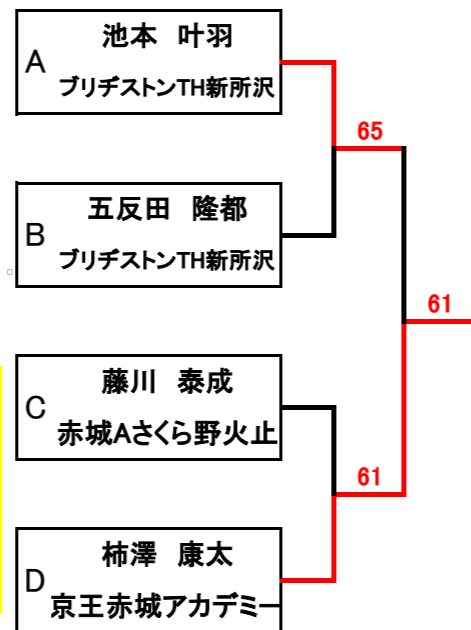 A
池本 叶羽
ブリヂストンTH新所沢
65
B
五反田 隆都
ブリヂストンTH新所沢
61
C
藤川 泰成
赤城Aさくら野火止
61
D
柿澤 康太
京王赤城アカデミー